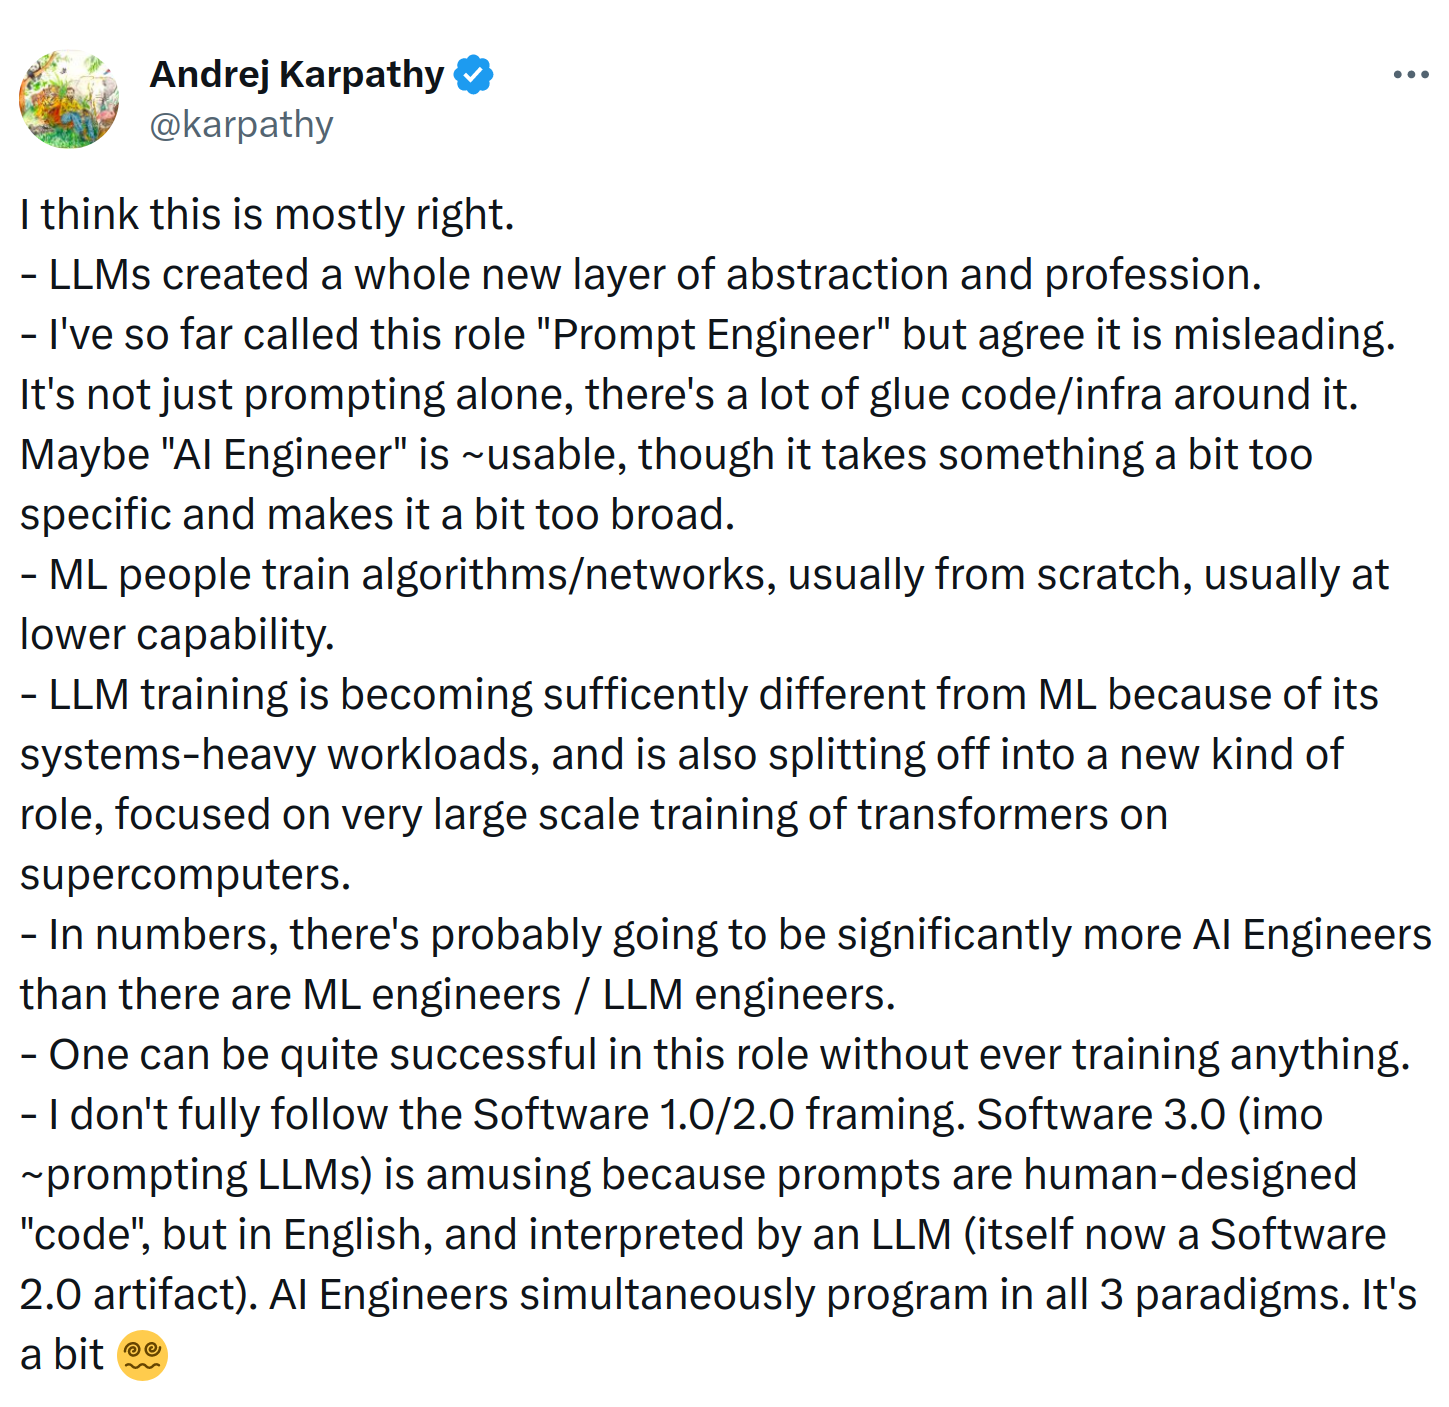 Andrej Karpathy
@karpathy
I think this is mostly right.
- LLMs created a whole new layer of abstraction and profession.
- I've so far called this role "Prompt Engineer" but agree it is misleading.
It's not just prompting alone, there's a lot of glue code/infra around it.
Maybe "AI Engineer" is ~usable, though it takes something a bit too
specific and makes it a bit too broad.
- ML people train algorithms/networks, usually from scratch, usually at
lower capability.
- LLM training is becoming sufficently different from ML because of its
systems-heavy workloads, and is also splitting off into a new kind of
role, focused on very large scale training of transformers on
supercomputers.
- In numbers, there's probably going to be significantly more AI Engineers
than there are ML engineers / LLM engineers.
- One can be quite successful in this role without ever training anything.
- I don't fully follow the Software 1.0/2.0 framing. Software 3.0 (imo
~prompting LLMs) is amusing because prompts are human-designed
"code", but in English, and interpreted by an LLM (itself now a Software
2.0 artifact). AI Engineers simultaneously program in all 3 paradigms. It's
a bit 😵‍💫